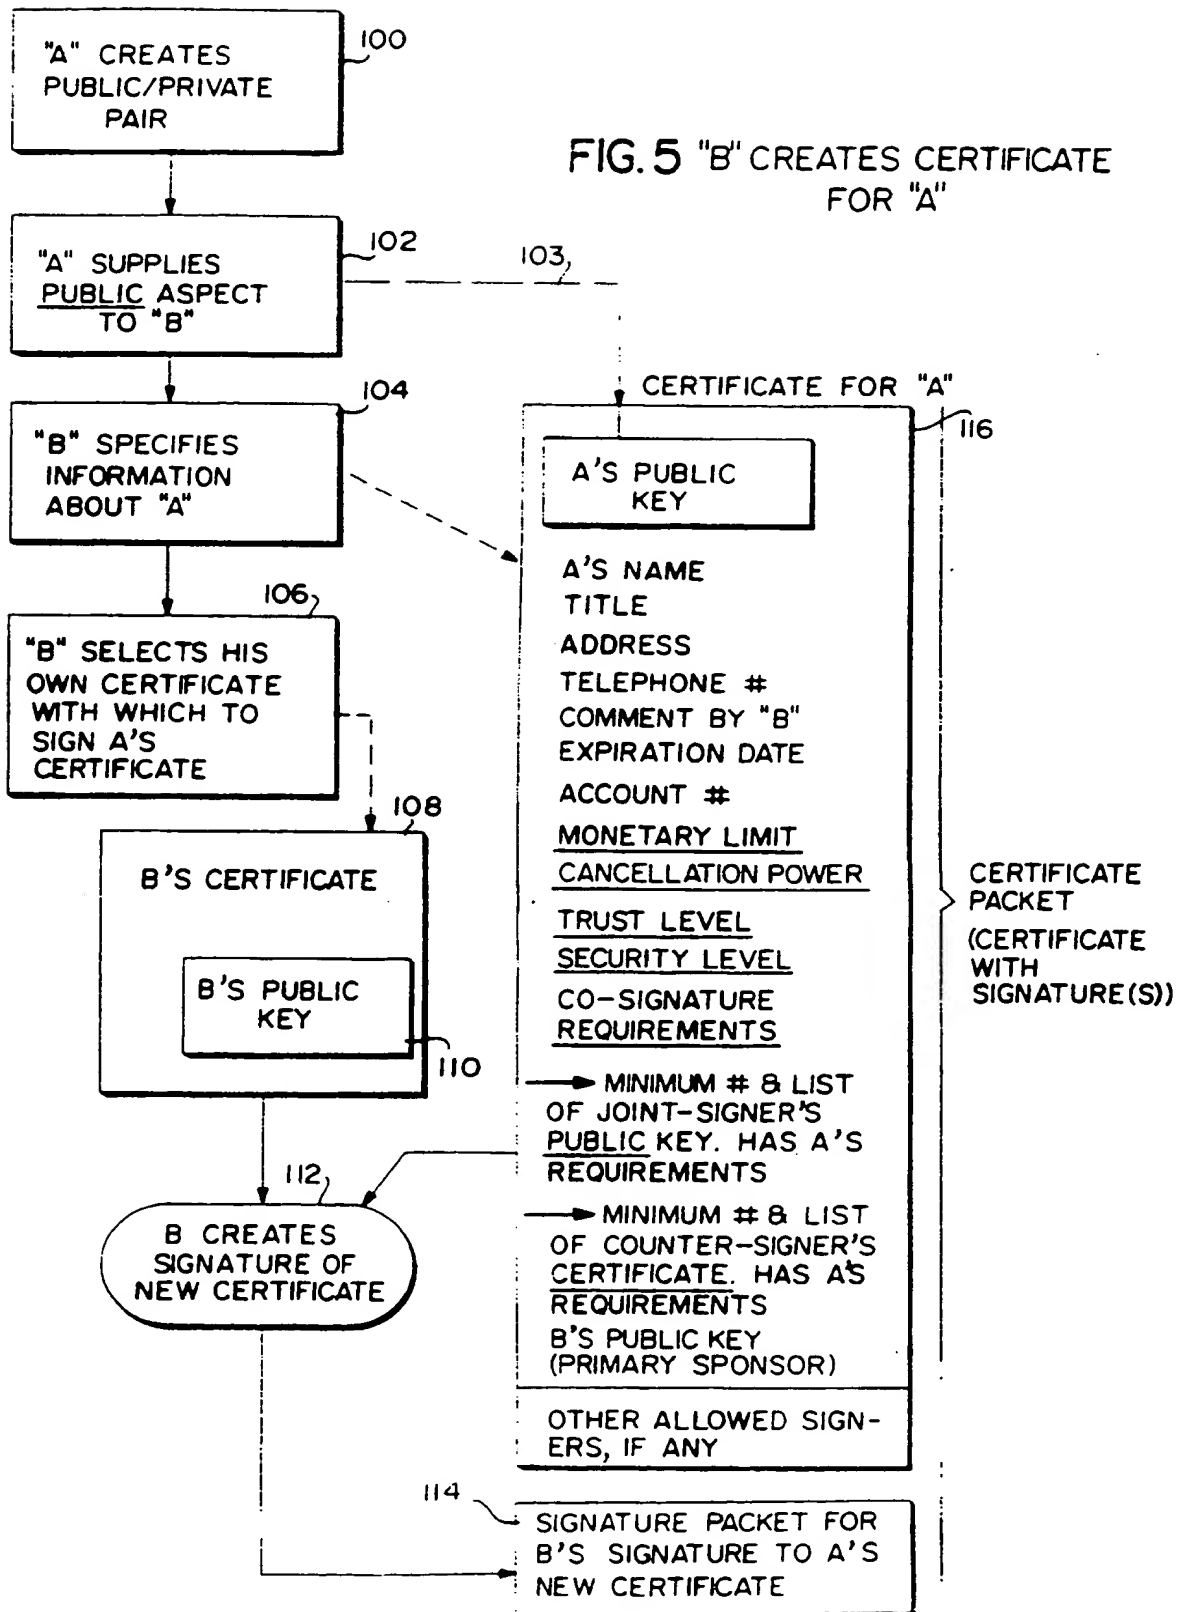 "A" CREATES
PUBLIC/PRIVATE
PAIR
100
FIG. 5 "B" CREATES CERTIFICATE
FOR "A"
"A" SUPPLIES
PUBLIC ASPECT
TO "B"
102
103
"B" SPECIFIES
INFORMATION
ABOUT "A"
104
"B" SELECTS HIS
OWN CERTIFICATE
WITH WHICH TO
SIGN A'S
CERTIFICATE
106
B'S CERTIFICATE
108
B'S PUBLIC
KEY
110
B CREATES
SIGNATURE OF
NEW CERTIFICATE
112
CERTIFICATE FOR "A"
116
A'S PUBLIC
KEY
A'S NAME
TITLE
ADDRESS
TELEPHONE #
COMMENT BY "B"
EXPIRATION DATE
ACCOUNT #
MONETARY LIMIT
CANCELLATION POWER
TRUST LEVEL
SECURITY LEVEL
CO-SIGNATURE
REQUIREMENTS
MINIMUM # & LIST
OF JOINT-SIGNER'S
PUBLIC KEY. HAS A'S
REQUIREMENTS
MINIMUM # & LIST
OF COUNTER-SIGNER'S
CERTIFICATE. HAS A'S
REQUIREMENTS
B'S PUBLIC KEY
(PRIMARY SPONSOR)
OTHER ALLOWED SIGN-
ERS, IF ANY
CERTIFICATE
PACKET
(CERTIFICATE
WITH
SIGNATURE(S))
114
SIGNATURE PACKET FOR
B'S SIGNATURE TO A'S
NEW CERTIFICATE